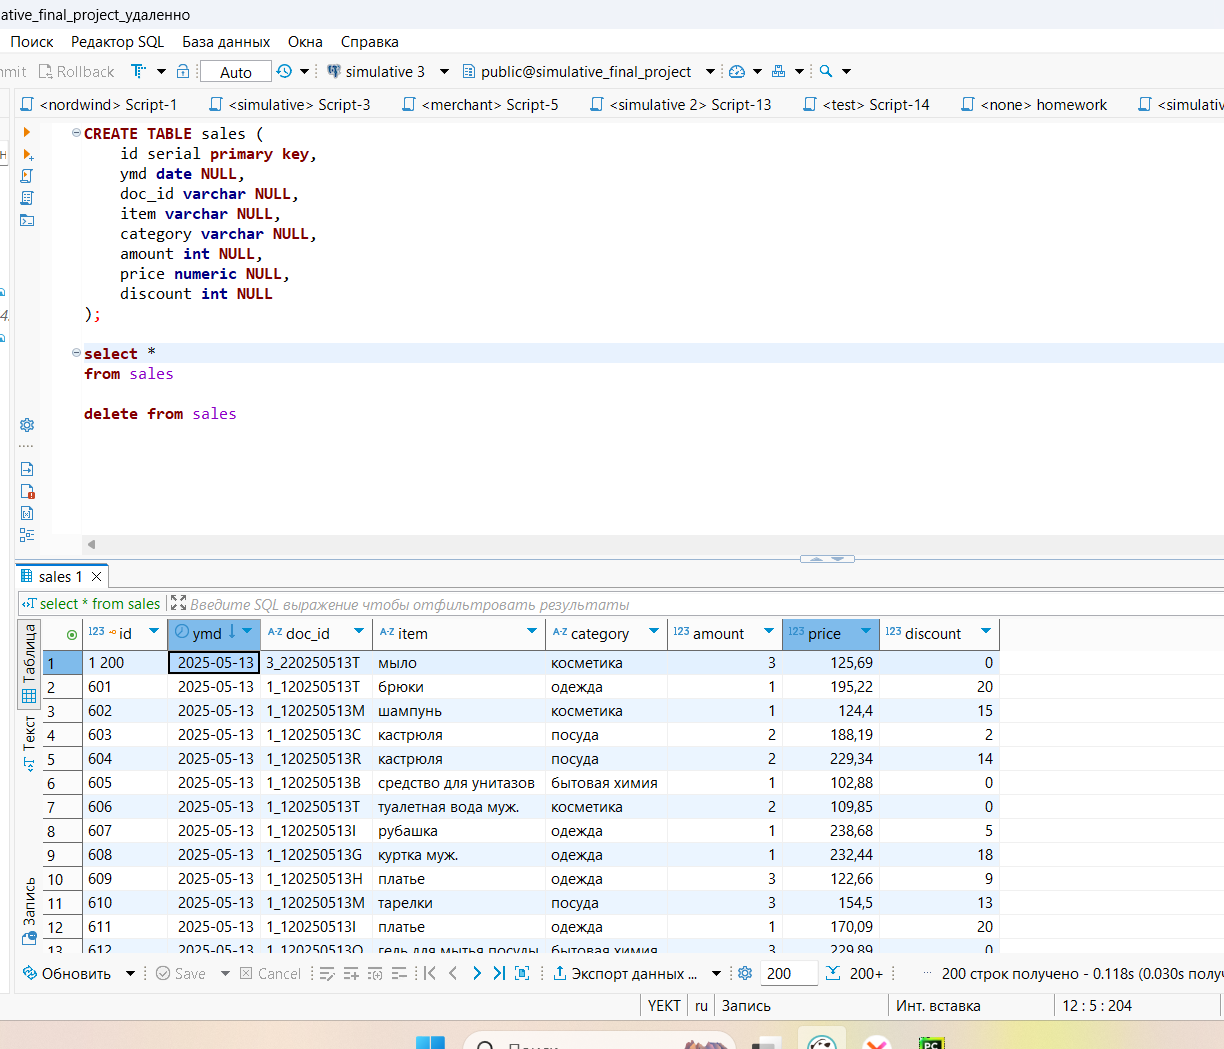 ative_final_project_удаленно
Поиск Редактор SQL База данных Окна Справка
mit Rollback T Auto simulative 3 public@simulative_final_project
<nordwind> Script-1 <simulative> Script-3 <merchant> Script-5 <simulative 2> Script-13 <test> Script-14 <none> homework <simulativ
CREATE TABLE sales (
id serial primary key,
ymd date NULL,
doc_id varchar NULL,
item varchar NULL,
category varchar NULL,
amount int NULL,
price numeric NULL,
discount int NULL
);
select *
from sales
delete from sales
sales 1
select * from sales Введите SQL выражение чтобы отфильтровать результаты
Таблица
Текст
Запись
123 id ymd A-Z doc_id A-Z item A-Z category 123 amount 123 price 123 discount
1 1 200 2025-05-13 3_220250513T мыло косметика 3 125,69 0
2 601 2025-05-13 1_120250513T брюки одежда 1 195,22 20
3 602 2025-05-13 1_120250513M шампунь косметика 1 124,4 15
4 603 2025-05-13 1_120250513C кастрюля посуда 2 188,19 2
5 604 2025-05-13 1_120250513R кастрюля посуда 2 229,34 14
6 605 2025-05-13 1_120250513B средство для унитазов бытовая химия 1 102,88 0
7 606 2025-05-13 1_120250513T туалетная вода муж. косметика 2 109,85 0
8 607 2025-05-13 1_120250513I рубашка одежда 1 238,68 5
9 608 2025-05-13 1_120250513G куртка муж. одежда 1 232,44 18
10 609 2025-05-13 1_120250513H платье одежда 3 122,66 9
11 610 2025-05-13 1_120250513M тарелки посуда 3 154,5 13
12 611 2025-05-13 1_120250513I платье одежда 1 170,09 20
13 612 2025-05-13 1_120250513O гель для мытья посуды бытовая химия 3 229,89 0
Обновить Save Cancel Экспорт данных ... 200 200+ ... 200 строк получено - 0.118s (0.030s получ
YEKT ru Запись Инт. вставка 12 : 5 : 204
Поиск
PC